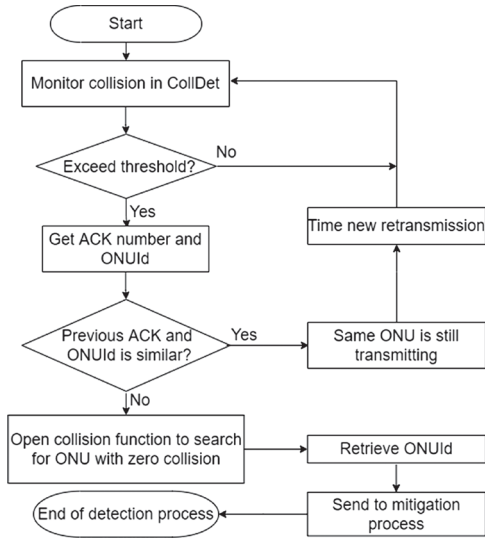 Start
Monitor collision in CollDet
Exceed threshold?
No
Yes
Get ACK number and
ONUId
Time new retransmission
Previous ACK and
ONUId is similar?
Yes
Same ONU is still
transmitting
No
Open collision function to search
for ONU with zero collision
Retrieve ONUId
Send to mitigation
process
End of detection process